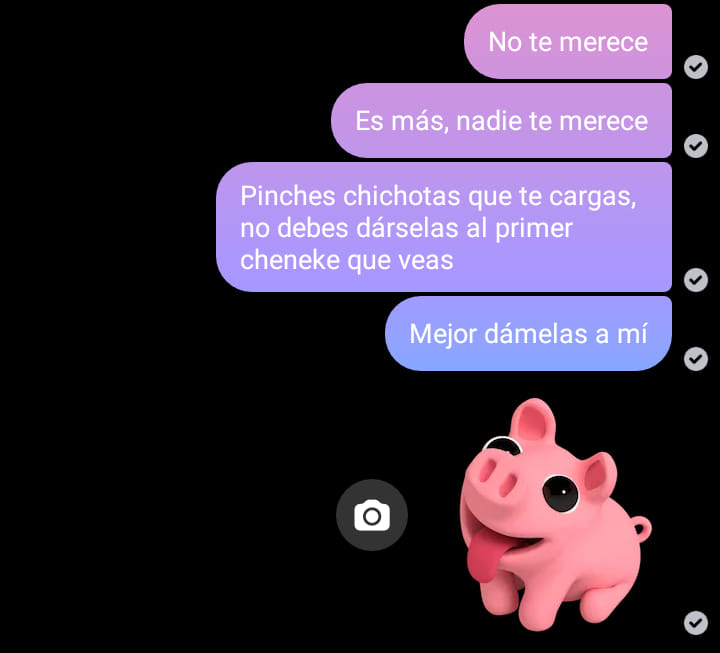 No te merece
Es más, nadie te merece
Pinches chichotas que te cargas,
no debes dárselas al primer
cheneke que veas
Mejor dámelas a mí